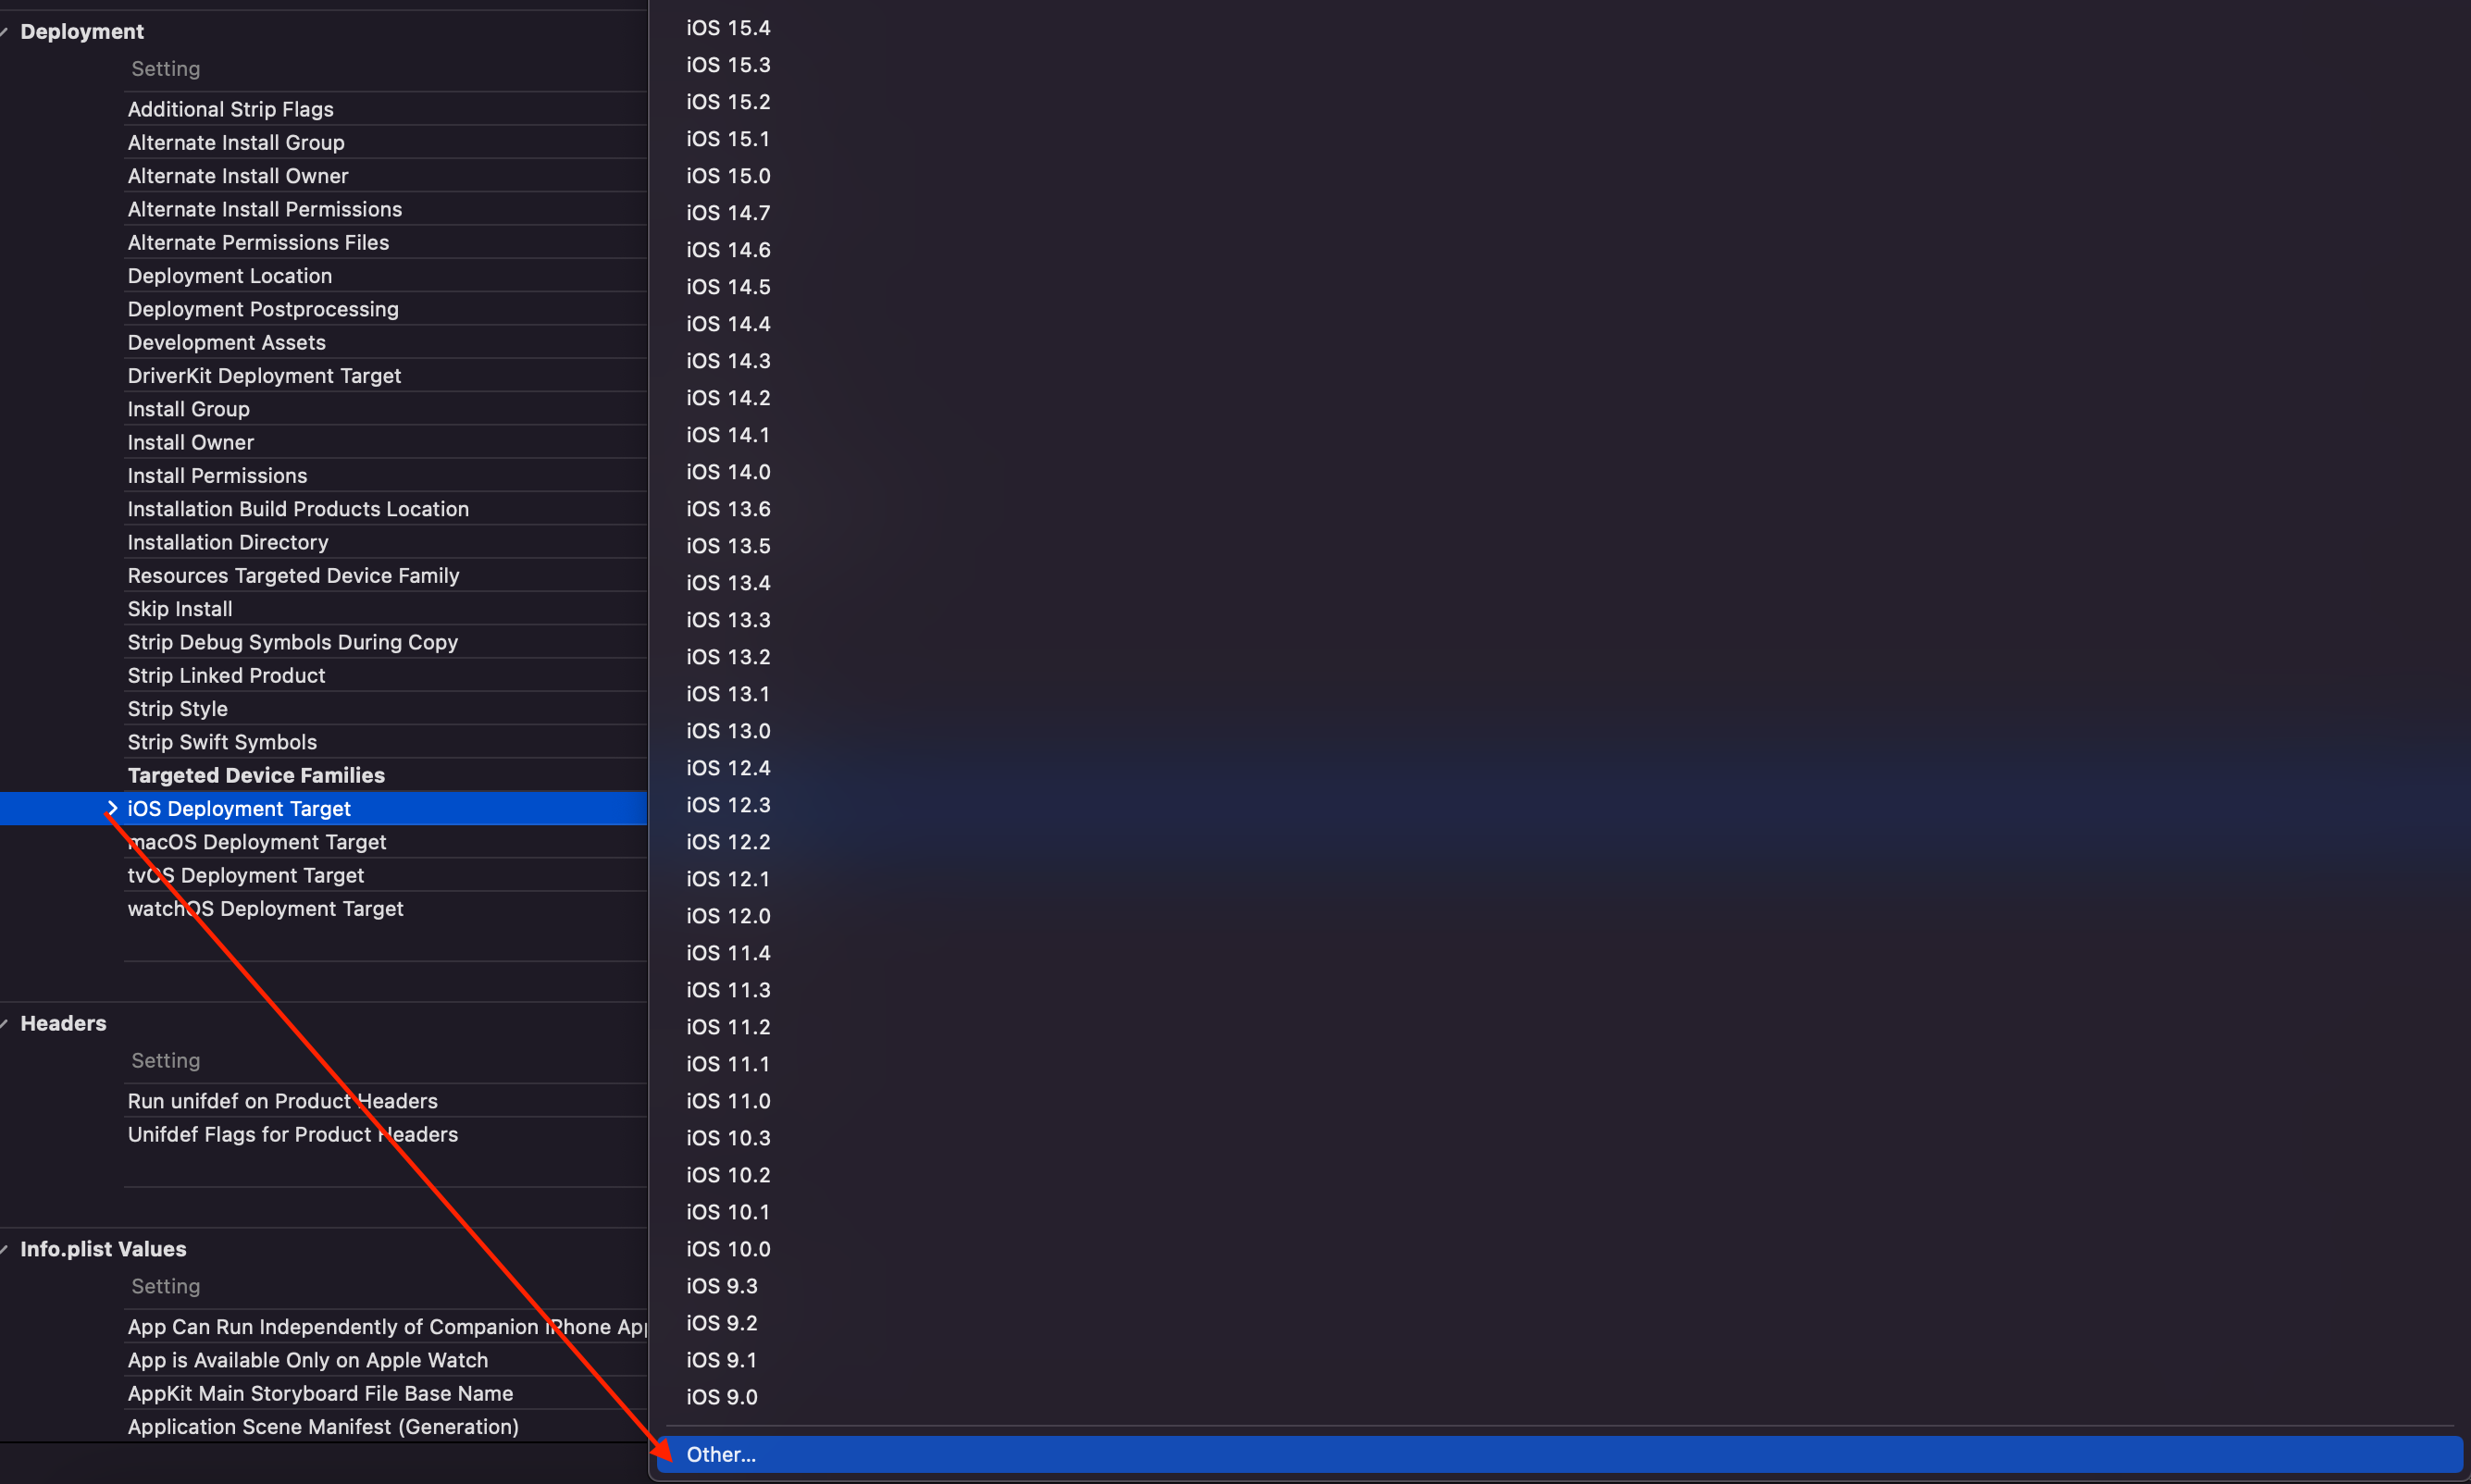 Deployment
Setting
Additional Strip Flags
Alternate Install Group
Alternate Install Owner
Alternate Install Permissions
Alternate Permissions Files
Deployment Location
Deployment Postprocessing
Development Assets
DriverKit Deployment Target
Install Group
Install Owner
Install Permissions
Installation Build Products Location
Installation Directory
Resources Targeted Device Family
Skip Install
Strip Debug Symbols During Copy
Strip Linked Product
Strip Style
Strip Swift Symbols
Targeted Device Families
iOS Deployment Target
macOS Deployment Target
tvOS Deployment Target
watchOS Deployment Target
Headers
Setting
Run unifdef on Product Headers
Unifdef Flags for Product Headers
Info.plist Values
Setting
App Can Run Independently of Companion iPhone Ap
App is Available Only on Apple Watch
AppKit Main Storyboard File Base Name
Application Scene Manifest (Generation)
iOS 15.4
iOS 15.3
iOS 15.2
iOS 15.1
iOS 15.0
iOS 14.7
iOS 14.6
iOS 14.5
iOS 14.4
iOS 14.3
iOS 14.2
iOS 14.1
iOS 14.0
iOS 13.6
iOS 13.5
iOS 13.4
iOS 13.3
iOS 13.2
iOS 13.1
iOS 13.0
iOS 12.4
iOS 12.3
iOS 12.2
iOS 12.1
iOS 12.0
iOS 11.4
iOS 11.3
iOS 11.2
iOS 11.1
iOS 11.0
iOS 10.3
iOS 10.2
iOS 10.1
iOS 10.0
iOS 9.3
iOS 9.2
iOS 9.1
iOS 9.0
Other...